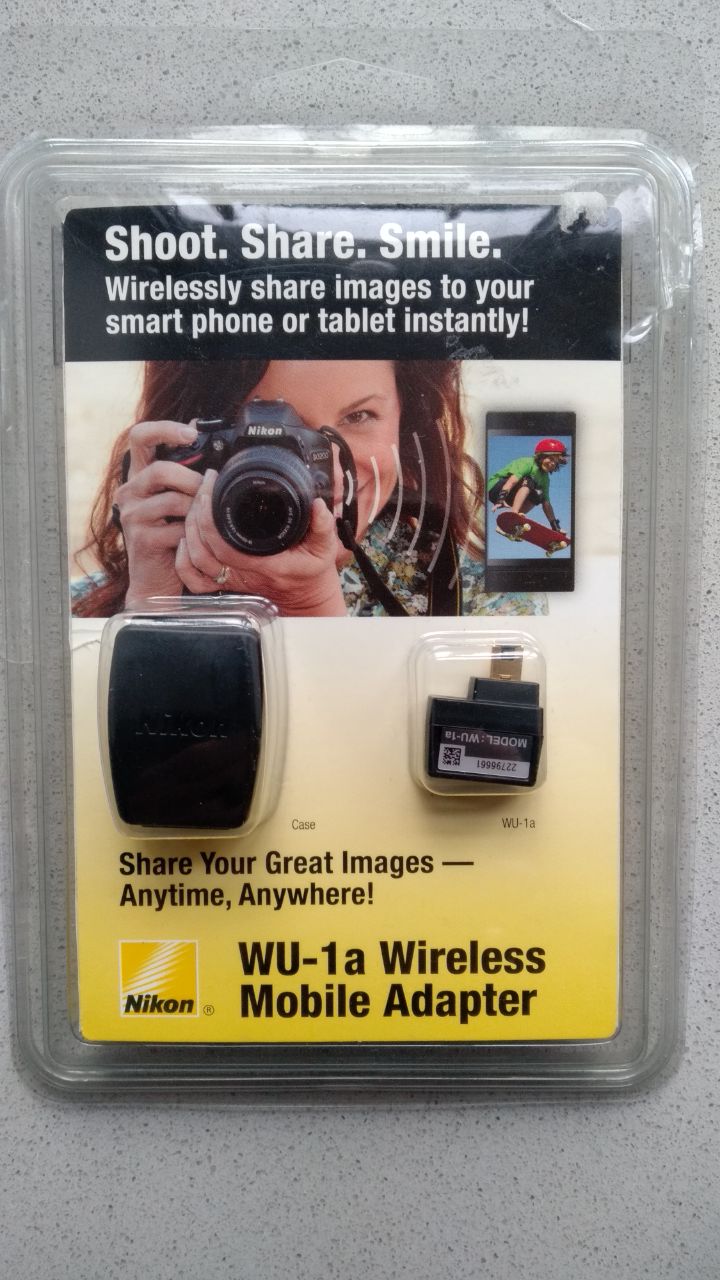 Shoot. Share. Smile.
Wirelessly share images to your
smart phone or tablet instantly!
Nikon
D3200
NIKON
MODEL: WU-1a
22796661
Case
WU-1a
Share Your Great Images —
Anytime, Anywhere!
Nikon ®
WU-1a Wireless
Mobile Adapter